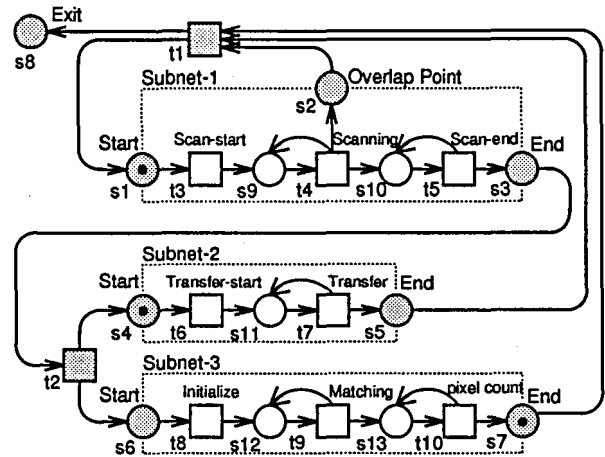 Exit
t1
s8
Subnet-1
Overlap Point
s2
Start Scan-start Scanning Scan-end End
s1 t3 s9 t4 s10 t5 s3
Subnet-2
Start Transfer-start Transfer End
s4 t6 s11 t7 s5
t2
Subnet-3
Start Initialize Matching pixel count End
s6 t8 s12 t9 s13 t10 s7